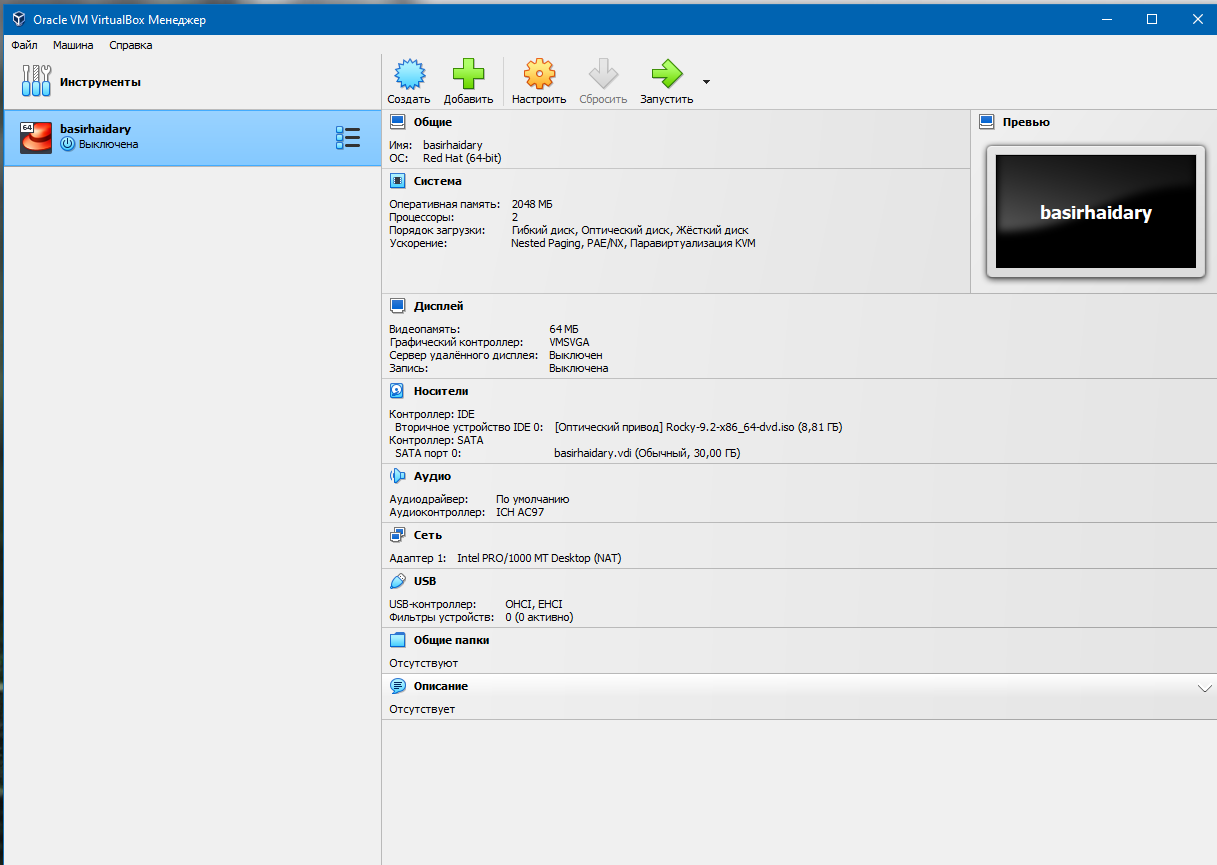 Oracle VM VirtualBox Менеджер
Файл Машина Справка
Инструменты
Создать Добавить Настроить Сбросить Запустить
64
basirhaidary
Выключена
Общие
Имя: basirhaidary
ОС: Red Hat (64-bit)
Превью
basirhaidary
Система
Оперативная память: 2048 МБ
Процессоры: 2
Порядок загрузки: Гибкий диск, Оптический диск, Жёсткий диск
Ускорение: Nested Paging, PAE/NX, Паравиртуализация KVM
Дисплей
Видеопамять: 64 МБ
Графический контроллер: VMSVGA
Сервер удалённого дисплея: Выключен
Запись: Выключена
Носители
Контроллер: IDE
Вторичное устройство IDE 0: [Оптический привод] Rocky-9.2-x86_64-dvd.iso (8,81 ГБ)
Контроллер: SATA
SATA порт 0: basirhaidary.vdi (Обычный, 30,00 ГБ)
Аудио
Аудиодрайвер: По умолчанию
Аудиоконтроллер: ICH AC97
Сеть
Адаптер 1: Intel PRO/1000 MT Desktop (NAT)
USB
USB-контроллер: OHCI, EHCI
Фильтры устройств: 0 (0 активно)
Общие папки
Отсутствуют
Описание
Отсутствует